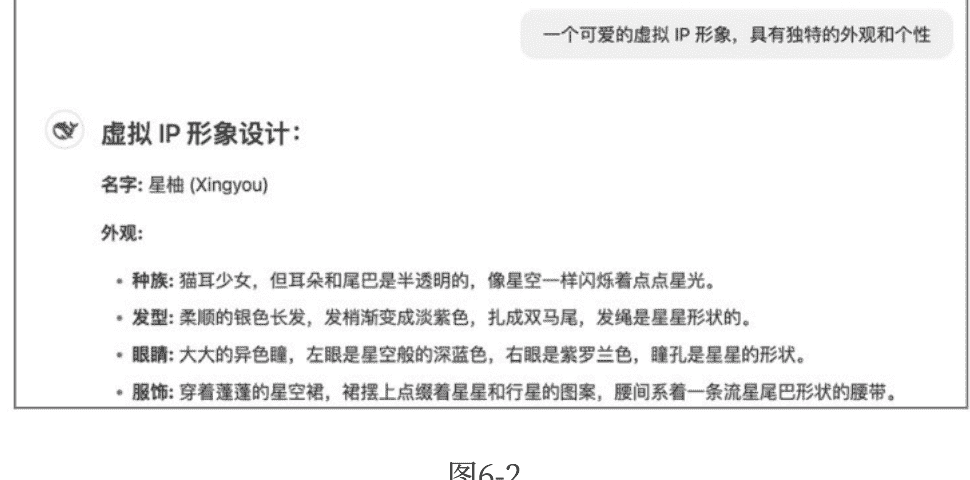 一个可爱的虚拟 IP 形象，具有独特的外观和个性
虚拟 IP 形象设计：
名字: 星柚 (Xingyou)
外观:
• 种族: 猫耳少女，但耳朵和尾巴是半透明的，像星空一样闪烁着点点星光。
• 发型: 柔顺的银色长发，发梢渐变成淡紫色，扎成双马尾，发绳是星星形状的。
• 眼睛: 大大的异色瞳，左眼是星空般的深蓝色，右眼是紫罗兰色，瞳孔是星星的形状。
• 服饰: 穿着蓬蓬的星空裙，裙摆上点缀着星星和行星的图案，腰间系着一条流星尾巴形状的腰带。
图6-2